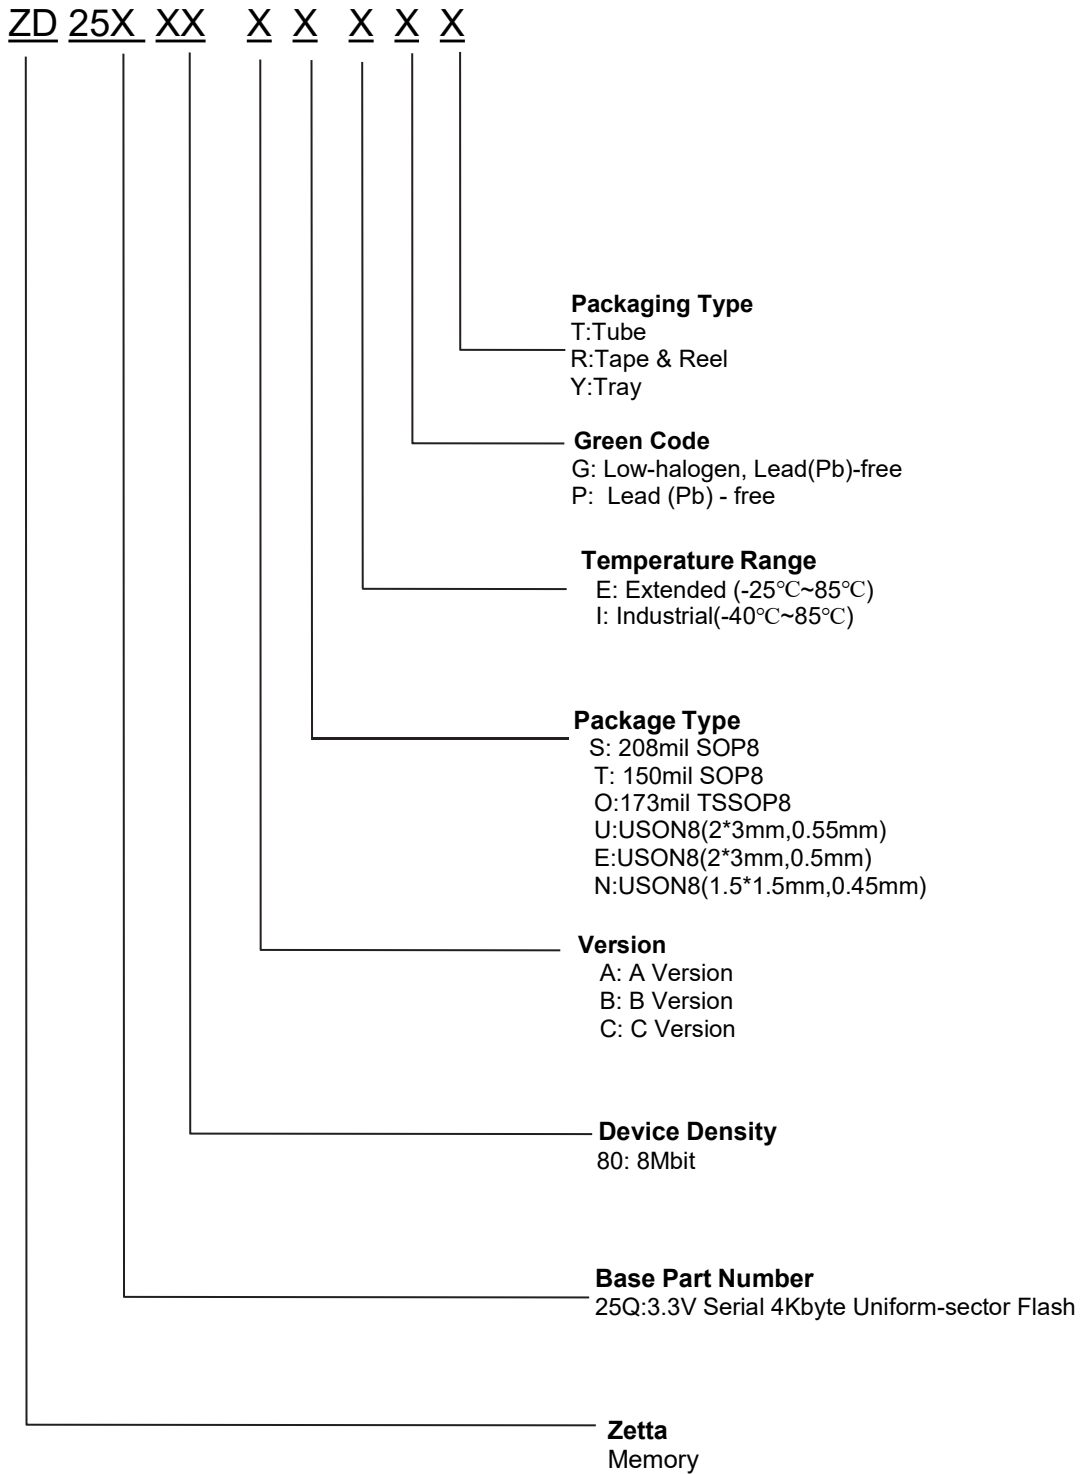 ZD 25X XX X X X X X
Packaging Type
T:Tube
R:Tape & Reel
Y:Tray
Green Code
G: Low-halogen, Lead(Pb)-free
P: Lead (Pb) - free
Temperature Range
E: Extended (-25℃~85℃)
I: Industrial(-40℃~85℃)
Package Type
S: 208mil SOP8
T: 150mil SOP8
O:173mil TSSOP8
U:USON8(2*3mm,0.55mm)
E:USON8(2*3mm,0.5mm)
N:USON8(1.5*1.5mm,0.45mm)
Version
A: A Version
B: B Version
C: C Version
Device Density
80: 8Mbit
Base Part Number
25Q:3.3V Serial 4Kbyte Uniform-sector Flash
Zetta
Memory